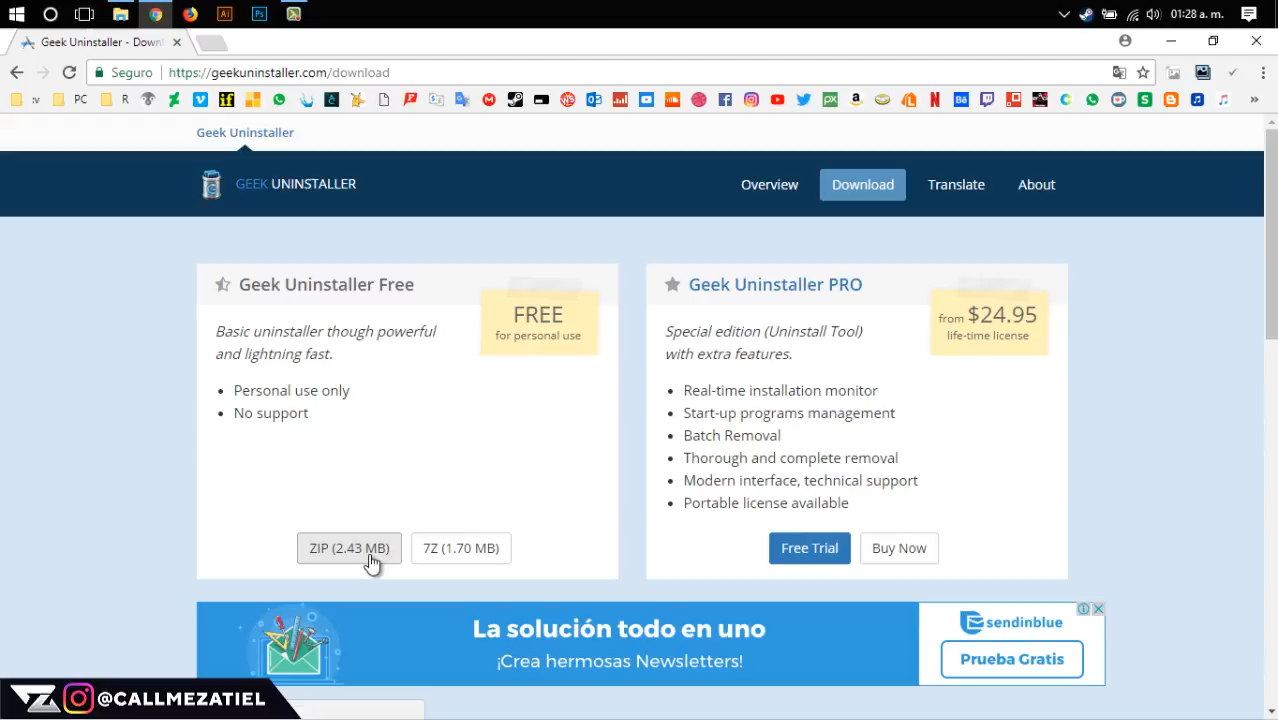 Ai
Ps
01:28 a. m.
Geek Uninstaller - Down
Seguro
https://geekuninstaller.com/download
:v
PC
R
Geek Uninstaller
GEEK UNINSTALLER
Overview
Download
Translate
About
Geek Uninstaller Free
FREE
for personal use
Basic uninstaller though powerful
and lightning fast.
• Personal use only
• No support
ZIP (2.43 MB)
7Z (1.70 MB)
Geek Uninstaller PRO
from $24.95
life-time license
Special edition (Uninstall Tool)
with extra features.
• Real-time installation monitor
• Start-up programs management
• Batch Removal
• Thorough and complete removal
• Modern interface, technical support
• Portable license available
Free Trial
Buy Now
La solución todo en uno
¡Crea hermosas Newsletters!
sendinblue
Prueba Gratis
@CALLMEZATIEL